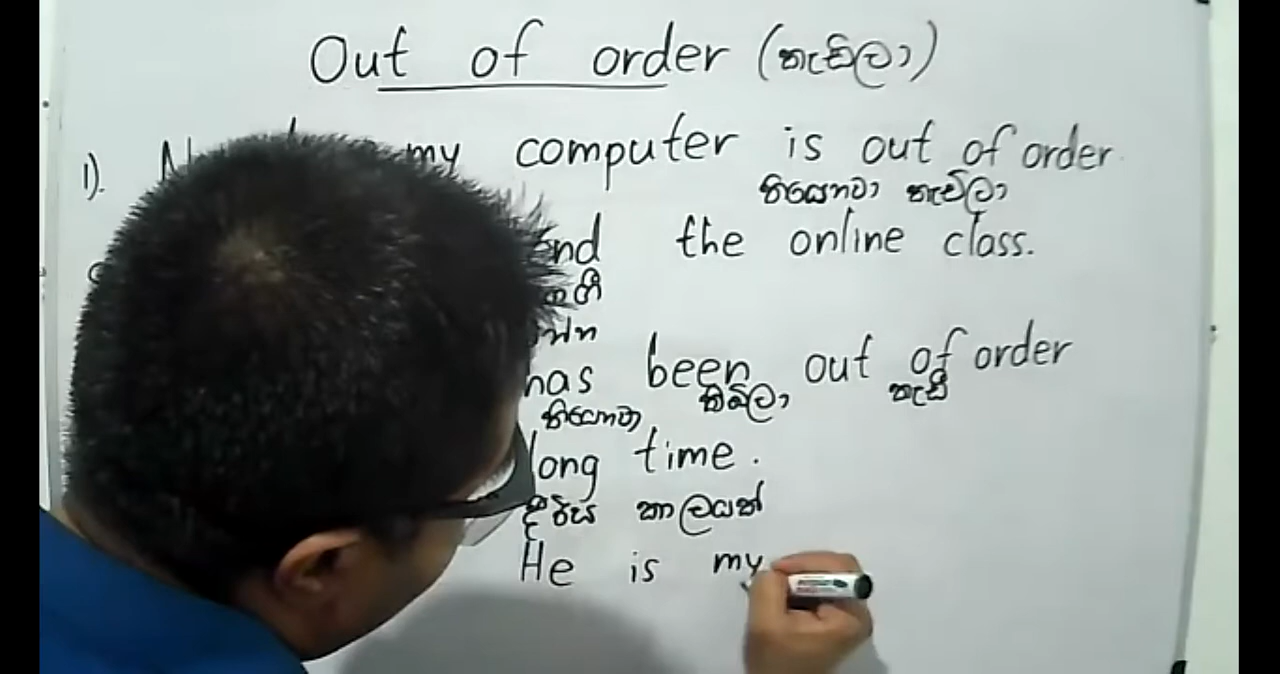 Out of order (කැඩිලා)
1). my computer is out of order
තියෙනවා කැඩිලා
the online class.
has been out of order
තියෙනවා තිබිලා කැඩී
long time.
දීර්ඝ කාලයක්
He is my